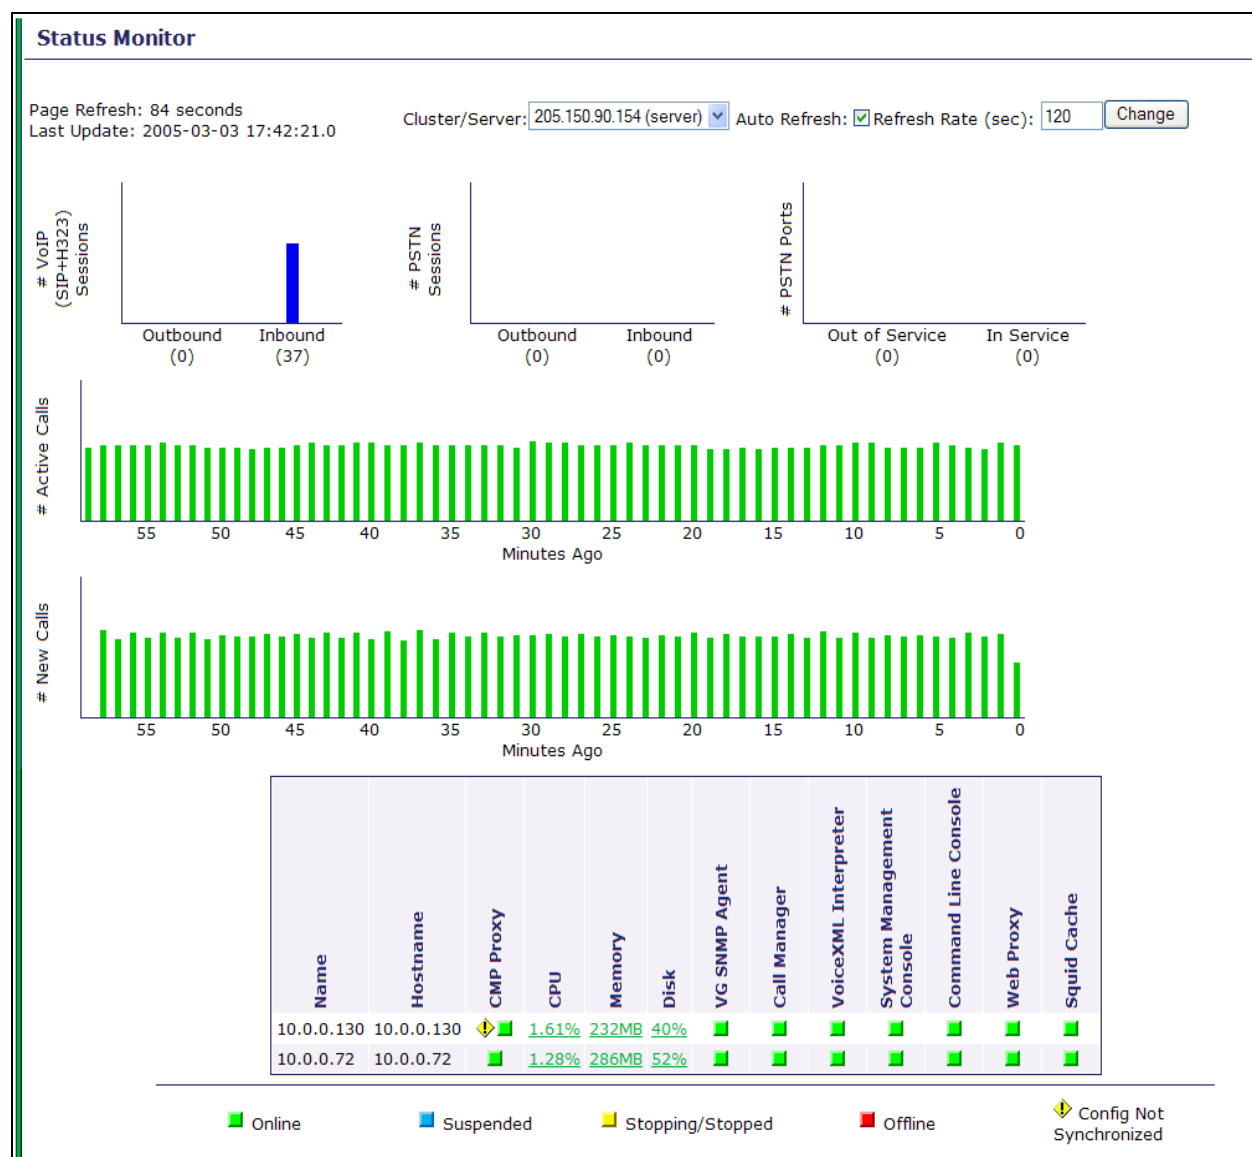 Status Monitor
Page Refresh: 84 seconds
Last Update: 2005-03-03 17:42:21.0
Cluster/Server: 205.150.90.154 (server) Auto Refresh: Refresh Rate (sec): 120 Change
# VoIP
(SIP+H323)
Sessions
Outbound
(0)
Inbound
(37)
# PSTN
Sessions
Outbound
(0)
Inbound
(0)
# PSTN Ports
Out of Service
(0)
In Service
(0)
# Active Calls
55 50 45 40 35 30 25 20 15 10 5 0
Minutes Ago
# New Calls
55 50 45 40 35 30 25 20 15 10 5 0
Minutes Ago
Name
Hostname
CMP Proxy
CPU
Memory
Disk
VG SNMP Agent
Call Manager
VoiceXML Interpreter
System Management
Console
Command Line Console
Web Proxy
Squid Cache
10.0.0.130 10.0.0.130 1.61% 232MB 40%
10.0.0.72 10.0.0.72 1.28% 286MB 52%
Online
Suspended
Stopping/Stopped
Offline
Config Not
Synchronized